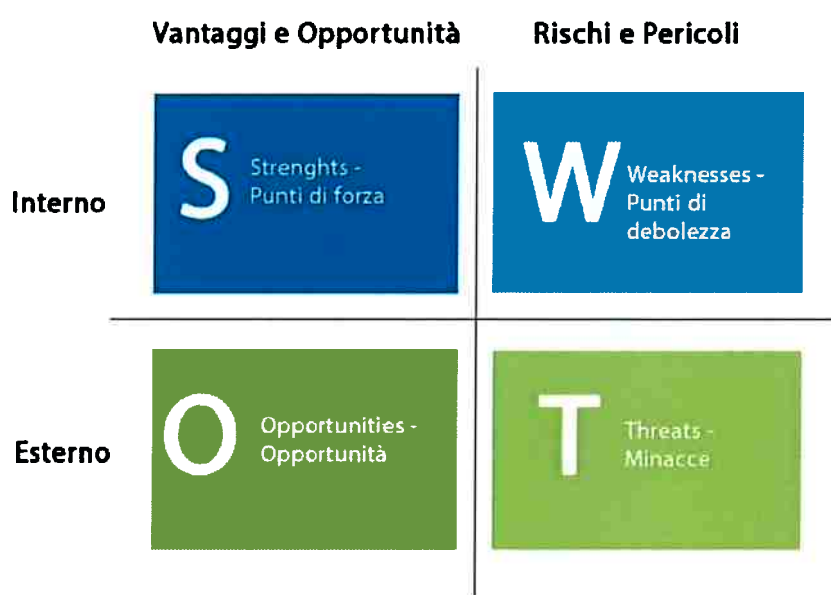 Vantaggi e Opportunità
Rischi e Pericoli
Interno
S
Strenghts -
Punti di forza
W
Weaknesses -
Punti di
debolezza
Esterno
O
Opportunities -
Opportunità
T
Threats -
Minacce